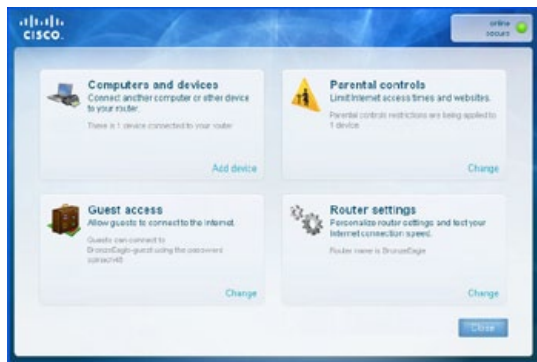 CISCO.
online
secure
Computers and devices
Connect another computer or other device
to your router.
There is 1 device connected to your router
Add device
Parental controls
Limit Internet access times and websites.
Parental controls restrictions are being applied to
1 device
Change
Guest access
Allow guests to connect to the Internet.
Guests can connect to
BronzeEagle-guest using the password
Change
Router settings
Personalize router settings and test your
Internet connection speed.
Router name is BronzeEagle
Change
Close